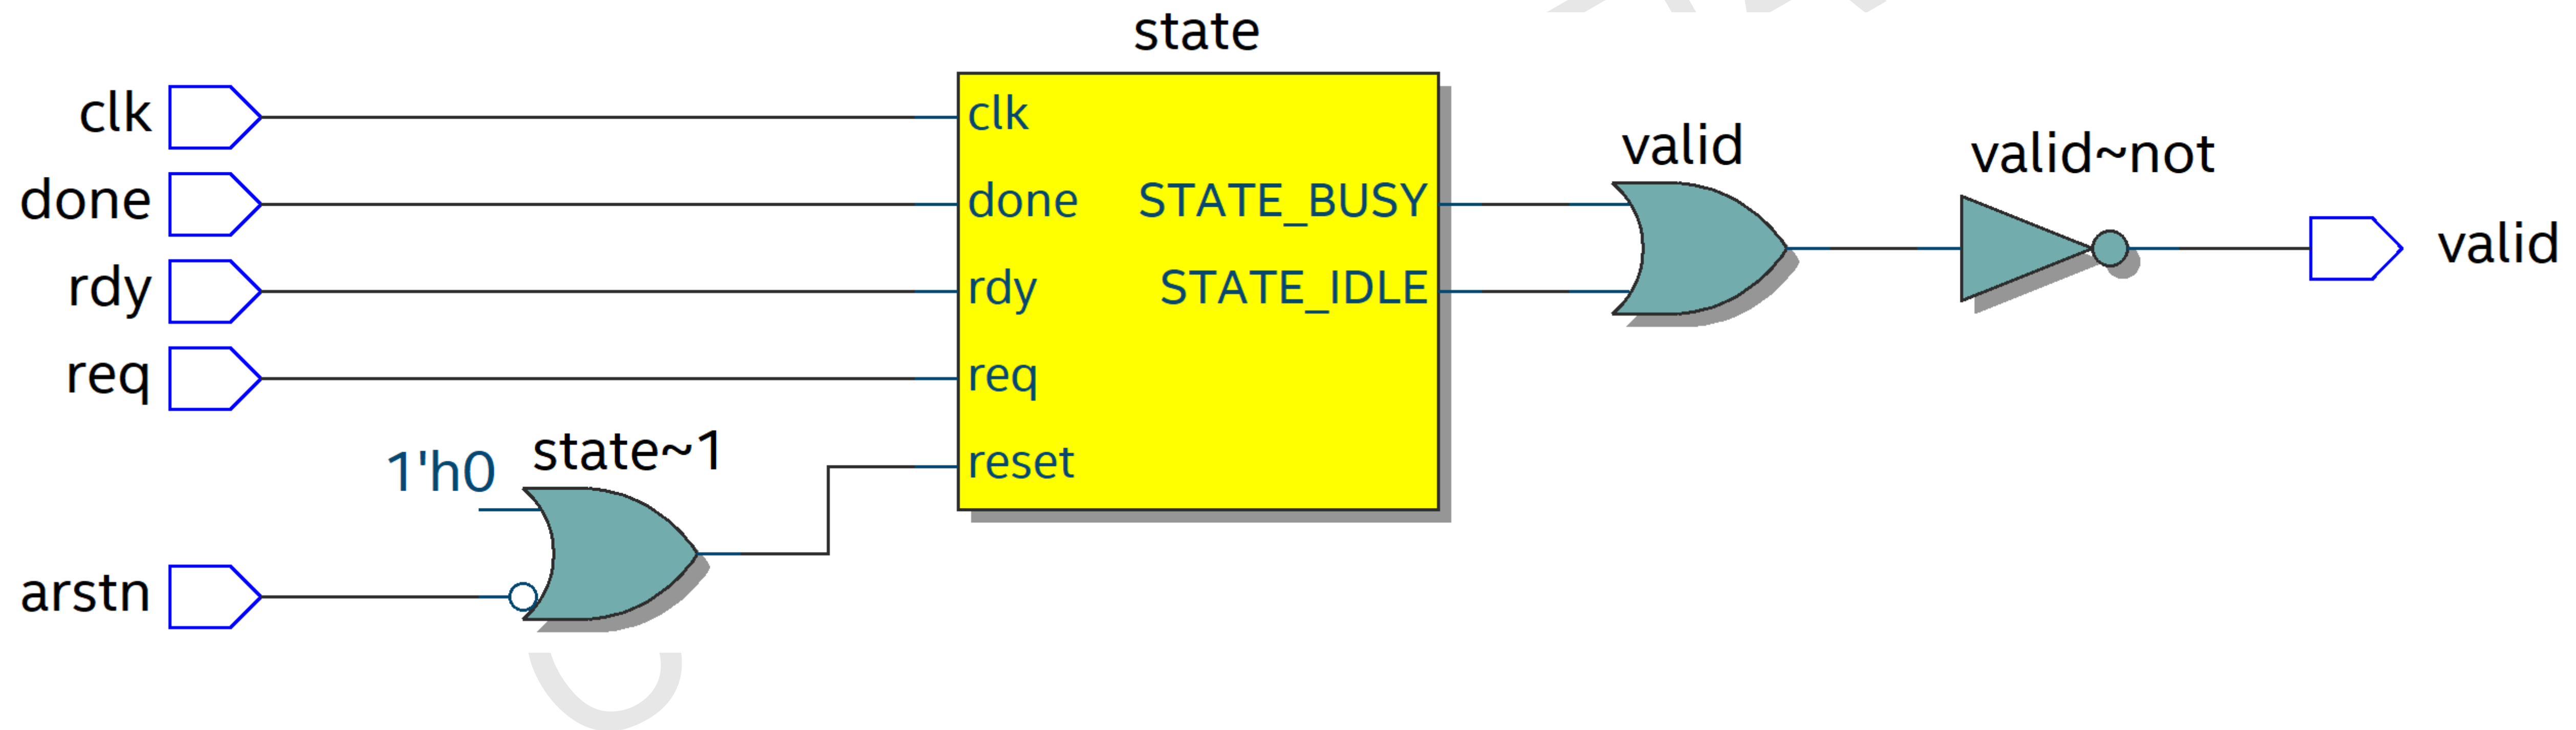 state
clk
done
rdy
req
arstn
1'h0
state~1
clk
done
rdy
req
reset
STATE_BUSY
STATE_IDLE
valid
valid~not
valid